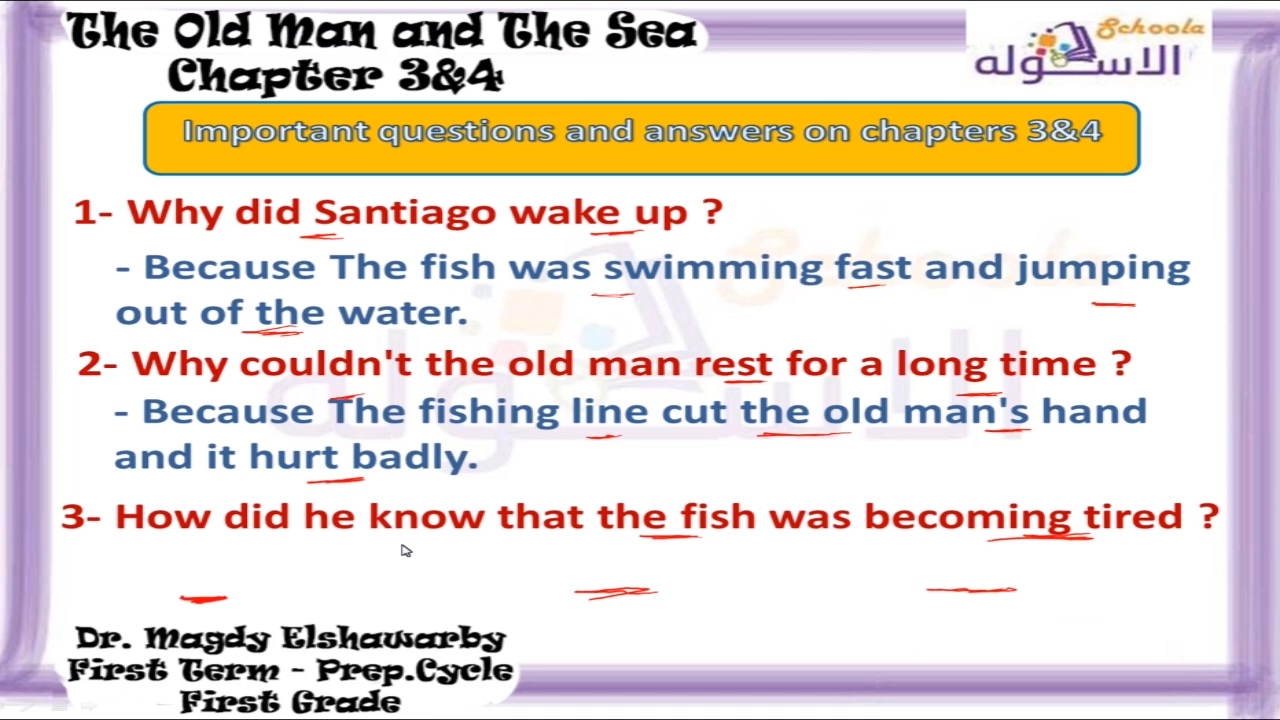 The Old Man and The Sea
Chapter 3&4
Schoola
الاسكوله
Important questions and answers on chapters 3&4
1- Why did Santiago wake up ?
- Because The fish was swimming fast and jumping
out of the water.
2- Why couldn't the old man rest for a long time ?
- Because The fishing line cut the old man's hand
and it hurt badly.
3- How did he know that the fish was becoming tired ?
Dr. Magdy Elshawarby
First Term - Prep.Cycle
First Grade